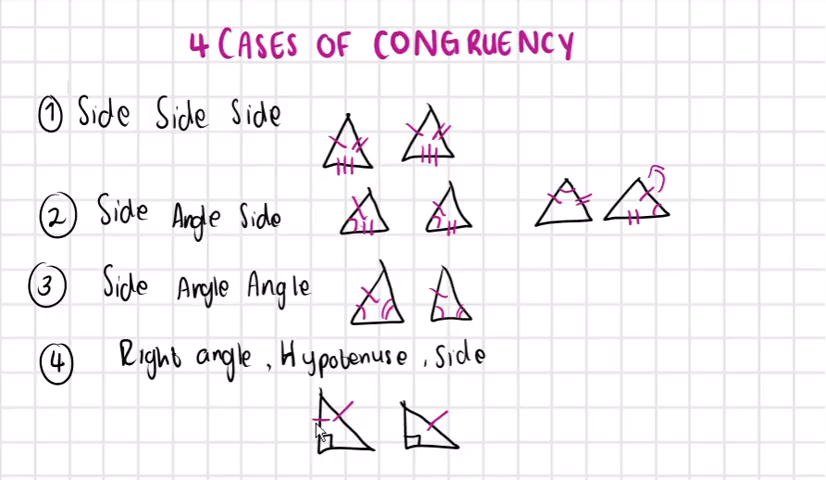 4 CASES OF CONGRUENCY
① Side Side Side
② Side Angle Side
③ Side Angle Angle
④ Right angle, Hypotenuse, Side